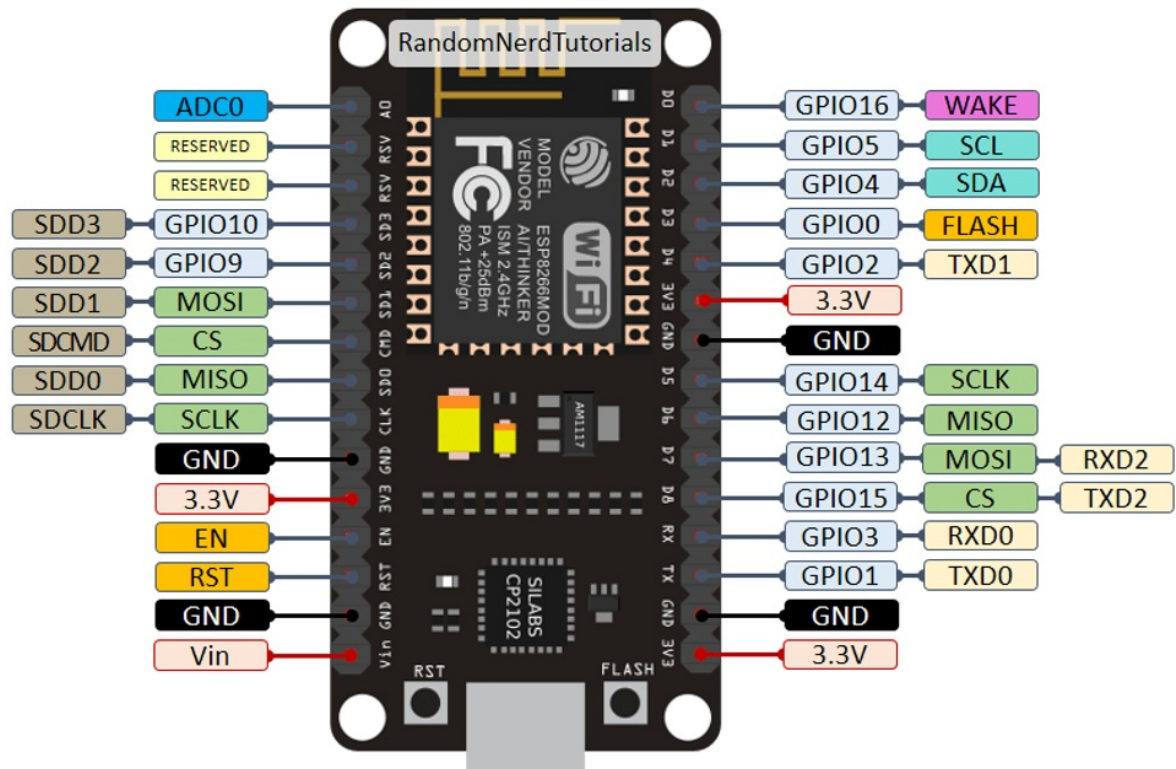 RandomNerdTutorials
ADC0 A0
RESERVED RSV
RESERVED RSV
SDD3 GPIO10 SD3
SDD2 GPIO9 SD2
SDD1 MOSI SD1
SDCMD CS CMD
SDD0 MISO SD0
SDCLK SCLK CLK
GND GND
3.3V 3V3
EN EN
RST RST
GND GND
Vin Vin
MODEL ESP8266MOD
VENDOR AI/THINKER
ISM 2.4GHz
PA +25dBm
802.11b/g/n
FC
Wi Fi
AM1117
SILABS
CP2102
RST
FLASH
D0 GPIO16 WAKE
D1 GPIO5 SCL
D2 GPIO4 SDA
D3 GPIO0 FLASH
D4 GPIO2 TXD1
3V3 3.3V
GND GND
D5 GPIO14 SCLK
D6 GPIO12 MISO
D7 GPIO13 MOSI RXD2
D8 GPIO15 CS TXD2
RX GPIO3 RXD0
TX GPIO1 TXD0
GND GND
3V3 3.3V